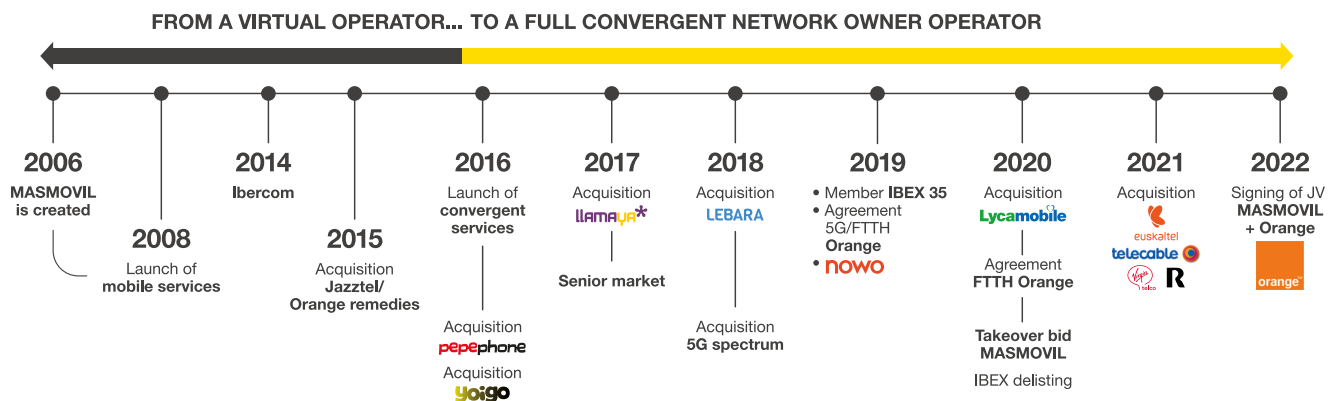 FROM A VIRTUAL OPERATOR... TO A FULL CONVERGENT NETWORK OWNER OPERATOR
2006
MASMOVIL
is created
2008
Launch of
mobile services
2014
Ibercom
2015
Acquisition
Jazztel/
Orange remedies
2016
Launch of
convergent
services
Acquisition
pepephone
Acquisition
yoigo
2017
Acquisition
llamaya*
Senior market
2018
Acquisition
LEBARA
Acquisition
5G spectrum
2019
• Member IBEX 35
• Agreement
5G/FTTH
Orange
• nowo
2020
Acquisition
Lycamobile
Agreement
FTTH Orange
Takeover bid
MASMOVIL
IBEX delisting
2021
Acquisition
euskaltel
telecable
Virgin
telco
R
2022
Signing of JV
MASMOVIL
+ Orange
orange™